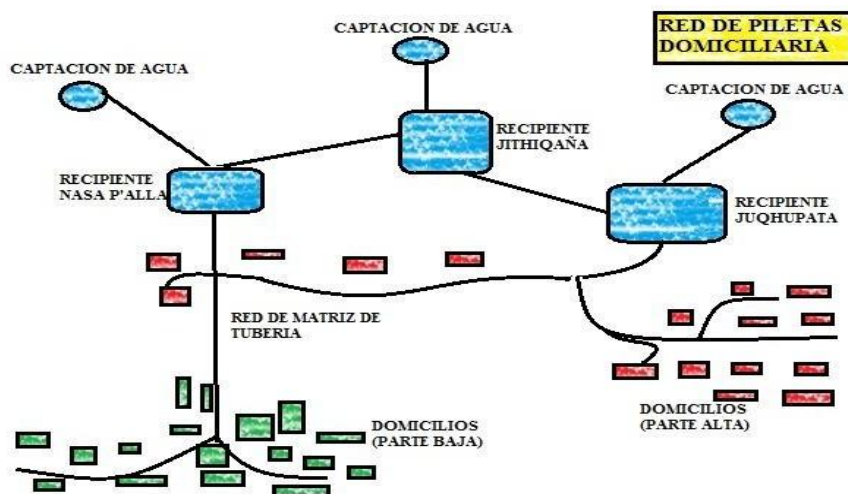 CAPTACION DE AGUA
RED DE PILETAS
DOMICILIARIA
CAPTACION DE AGUA
CAPTACION DE AGUA
RECIPIENTE
JITHIQAÑA
RECIPIENTE
NASA P'ALLA
RECIPIENTE
JUQHUPATA
RED DE MATRIZ DE
TUBERIA
DOMICILIOS
(PARTE BAJA)
DOMICILIOS
(PARTE ALTA)